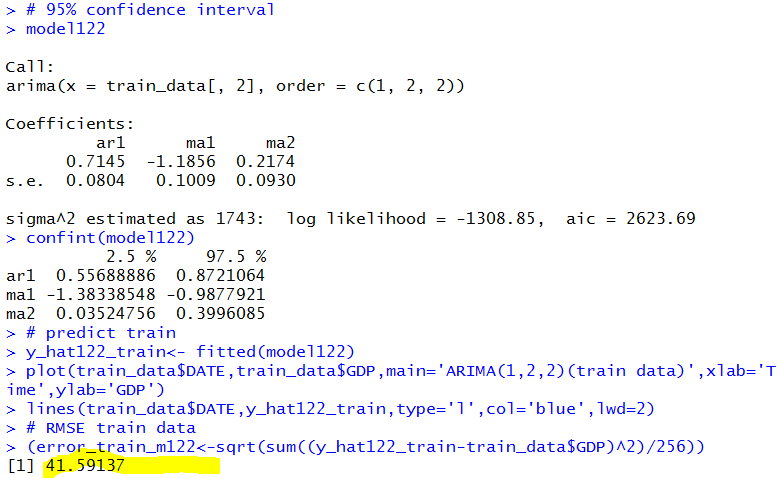 > # 95% confidence interval
> model122

Call:
arima(x = train_data[, 2], order = c(1, 2, 2))

Coefficients:
         ar1      ma1     ma2
      0.7145  -1.1856  0.2174
s.e.  0.0804   0.1009  0.0930

sigma^2 estimated as 1743:  log likelihood = -1308.85,  aic = 2623.69
> confint(model122)
          2.5 %     97.5 %
ar1  0.55688886  0.8721064
ma1 -1.38338548 -0.9877921
ma2  0.03524756  0.3996085
> # predict train
> y_hat122_train<- fitted(model122)
> plot(train_data$DATE,train_data$GDP,main='ARIMA(1,2,2)(train data)',xlab='T
ime',ylab='GDP')
> lines(train_data$DATE,y_hat122_train,type='l',col='blue',lwd=2)
> # RMSE train data
> (error_train_m122<-sqrt(sum((y_hat122_train-train_data$GDP)^2)/256))
[1] 41.59137